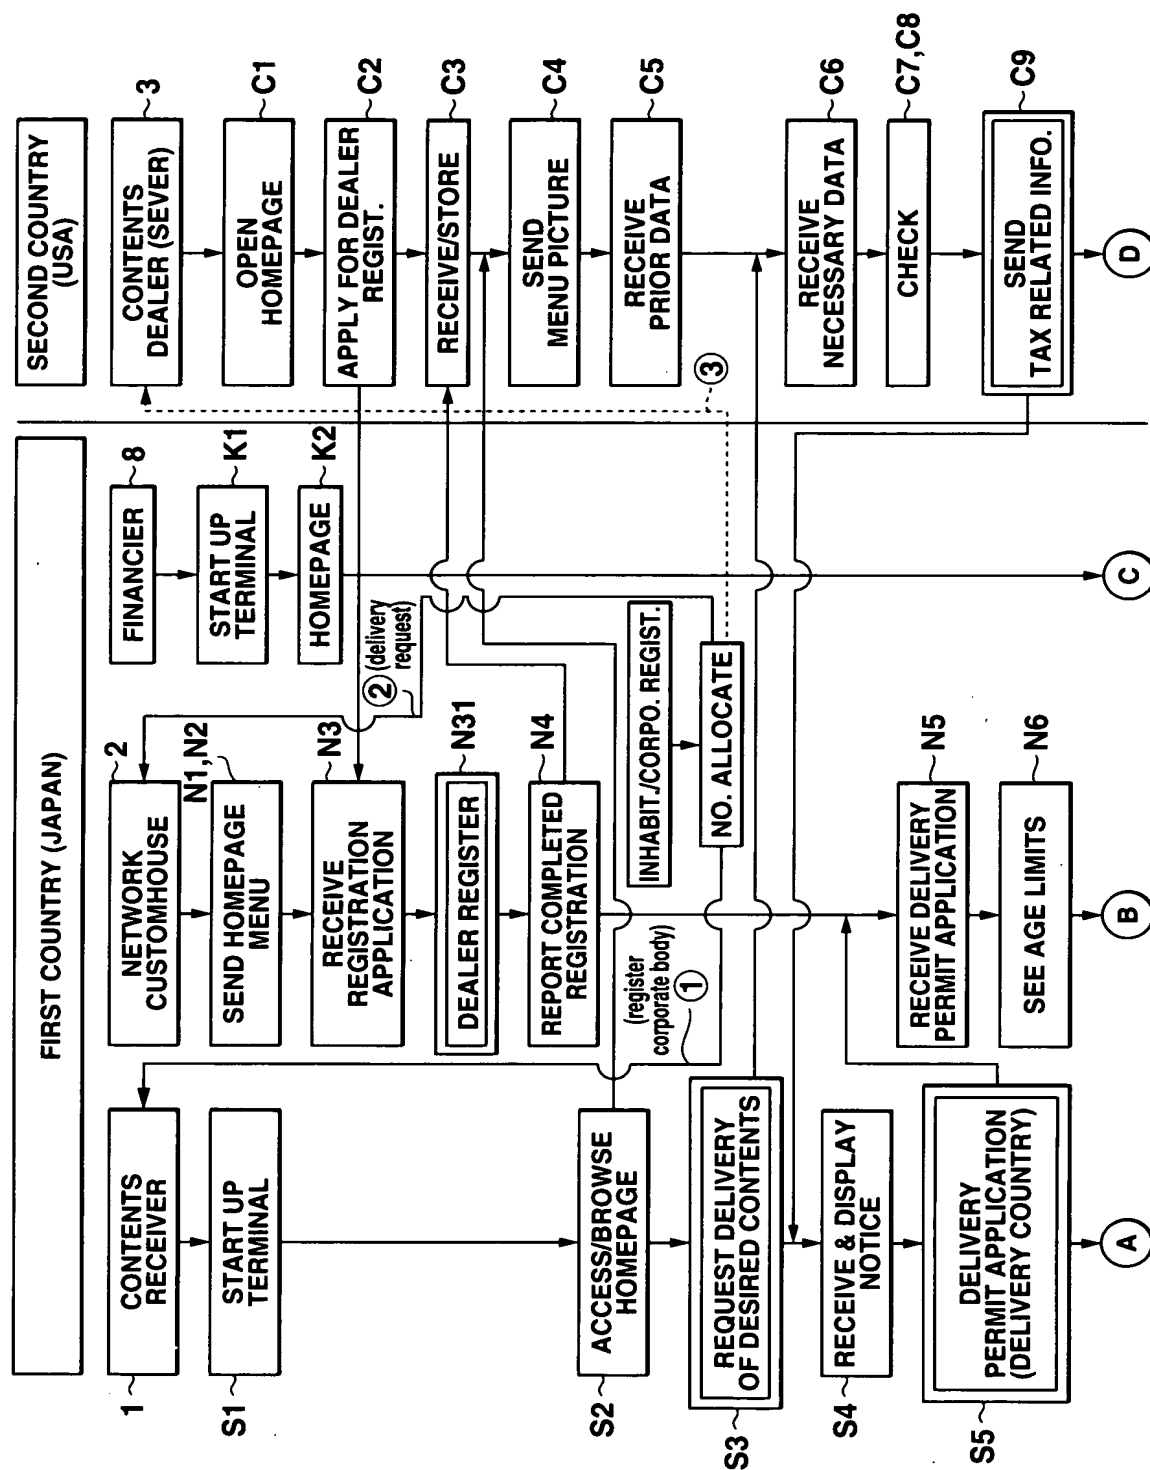 FIRST COUNTRY (JAPAN)
SECOND COUNTRY
(USA)
1
CONTENTS
RECEIVER
S1
START UP
TERMINAL
S2
ACCESS/BROWSE
HOMEPAGE
S3
REQUEST DELIVERY
OF DESIRED CONTENTS
S4
RECEIVE & DISPLAY
NOTICE
S5
DELIVERY
PERMIT APPLICATION
(DELIVERY COUNTRY)
A
2
NETWORK
CUSTOMHOUSE
N1,N2
SEND HOMEPAGE
MENU
N3
RECEIVE
REGISTRATION
APPLICATION
N31
DEALER REGISTER
N4
REPORT COMPLETED
REGISTRATION
(register
corporate body)
1
INHABIT./CORPO. REGIST.
NO. ALLOCATE
N5
RECEIVE DELIVERY
PERMIT APPLICATION
N6
SEE AGE LIMITS
B
8
FINANCIER
K1
START UP
TERMINAL
K2
HOMEPAGE
2
(delivery
request)
C
3
CONTENTS
DEALER (SEVER)
C1
OPEN
HOMEPAGE
C2
APPLY FOR DEALER
REGIST.
C3
RECEIVE/STORE
C4
SEND
MENU PICTURE
C5
RECEIVE
PRIOR DATA
3
C6
RECEIVE
NECESSARY DATA
C7,C8
CHECK
C9
SEND
TAX RELATED INFO.
D